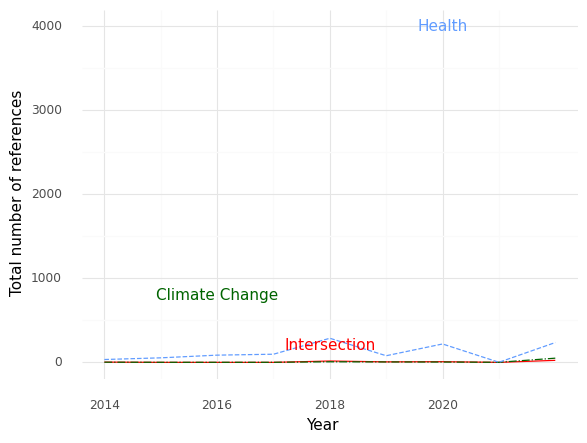 Total number of references
4000
3000
2000
1000
0
Health
Climate Change
Intersection
2014
2016
2018
2020
Year